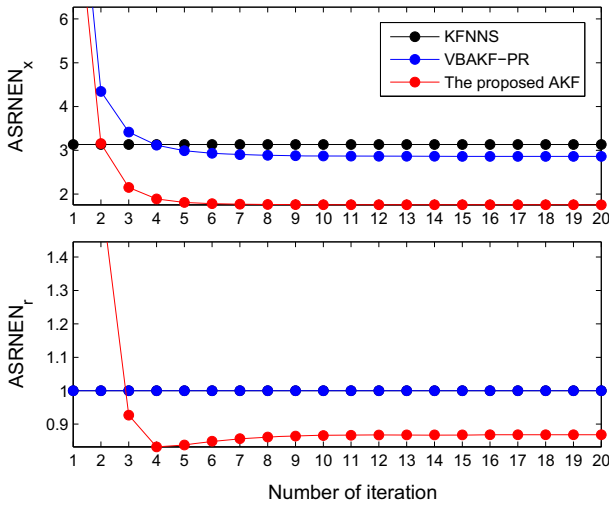 6
5
4
3
2
ASRNEN_x
KFNNS
VBAKF−PR
The proposed AKF
1 2 3 4 5 6 7 8 9 10 11 12 13 14 15 16 17 18 19 20
1.4
1.3
1.2
1.1
1
0.9
ASRNEN_r
1 2 3 4 5 6 7 8 9 10 11 12 13 14 15 16 17 18 19 20
Number of iteration